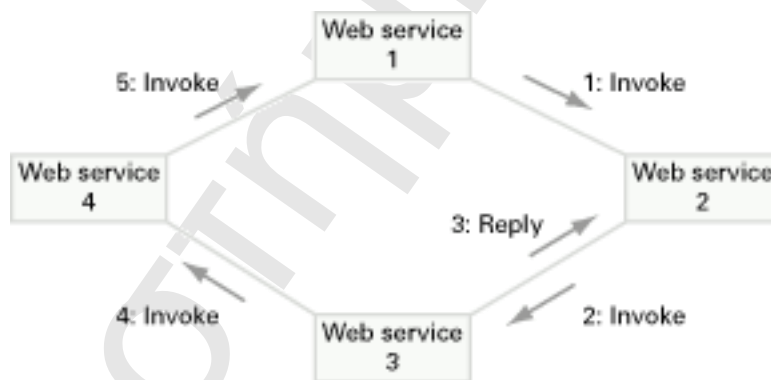 Web service
1
5: Invoke
1: Invoke
Web service
4
Web service
2
3: Reply
4: Invoke
2: Invoke
Web service
3